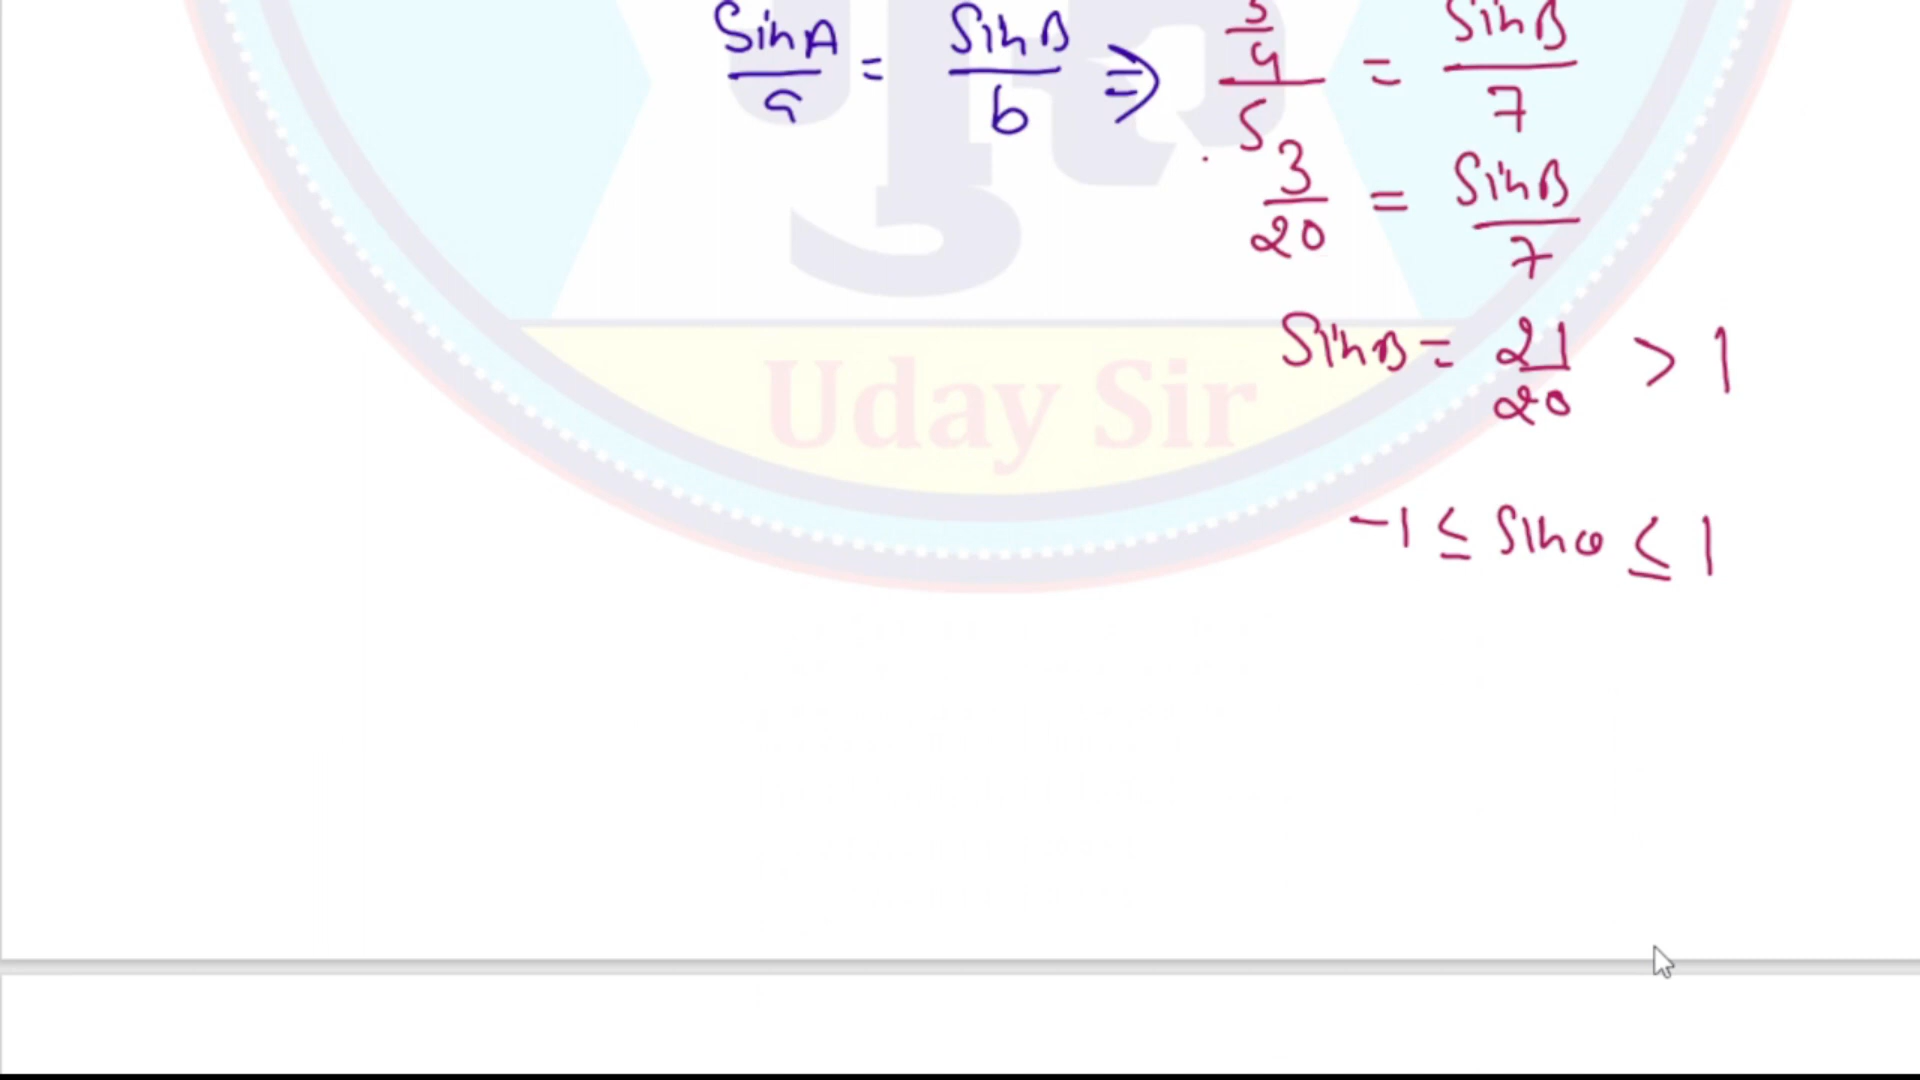 SinA/a = SinB/b ⇒ (3/4)/5 = SinB/7
3/20 = SinB/7
SinB = 21/20 > 1
Uday Sir
-1 ≤ Sinθ ≤ 1